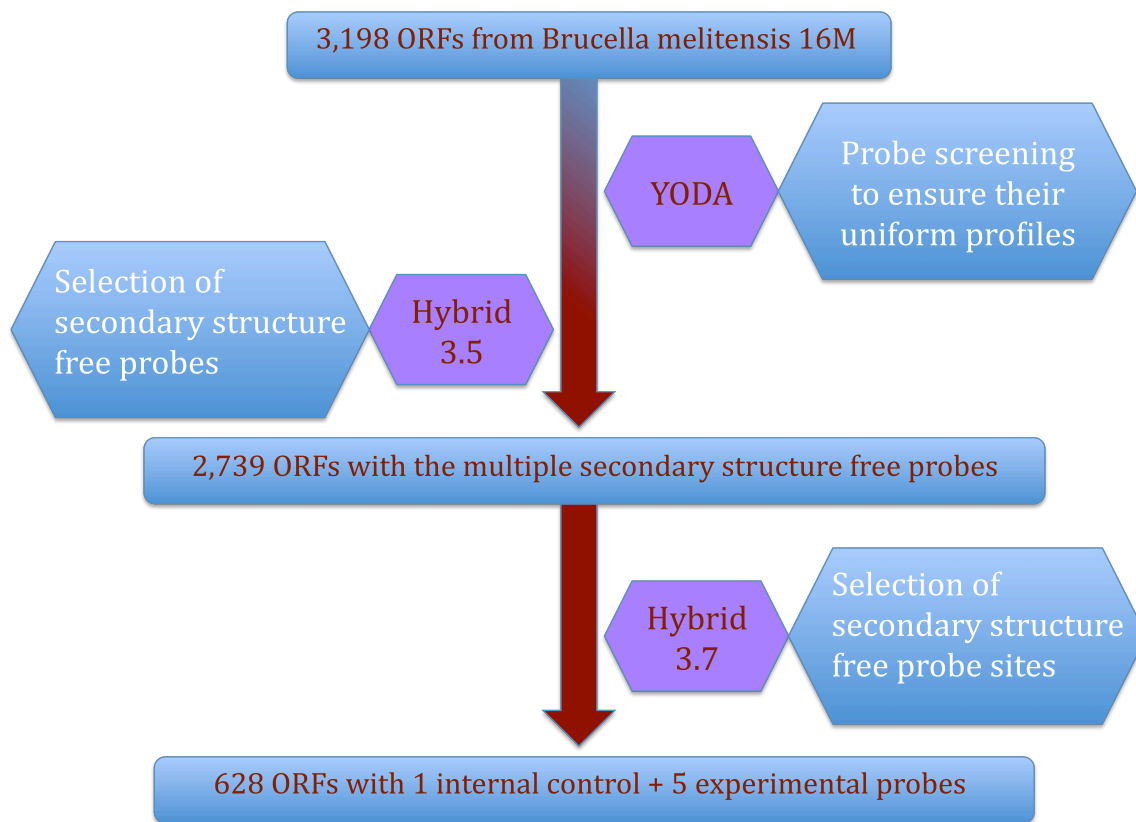 3,198 ORFs from Brucella melitensis 16M
YODA
Probe screening
to ensure their
uniform profiles
Selection of
secondary structure
free probes
Hybrid
3.5
2,739 ORFs with the multiple secondary structure free probes
Hybrid
3.7
Selection of
secondary structure
free probe sites
628 ORFs with 1 internal control + 5 experimental probes